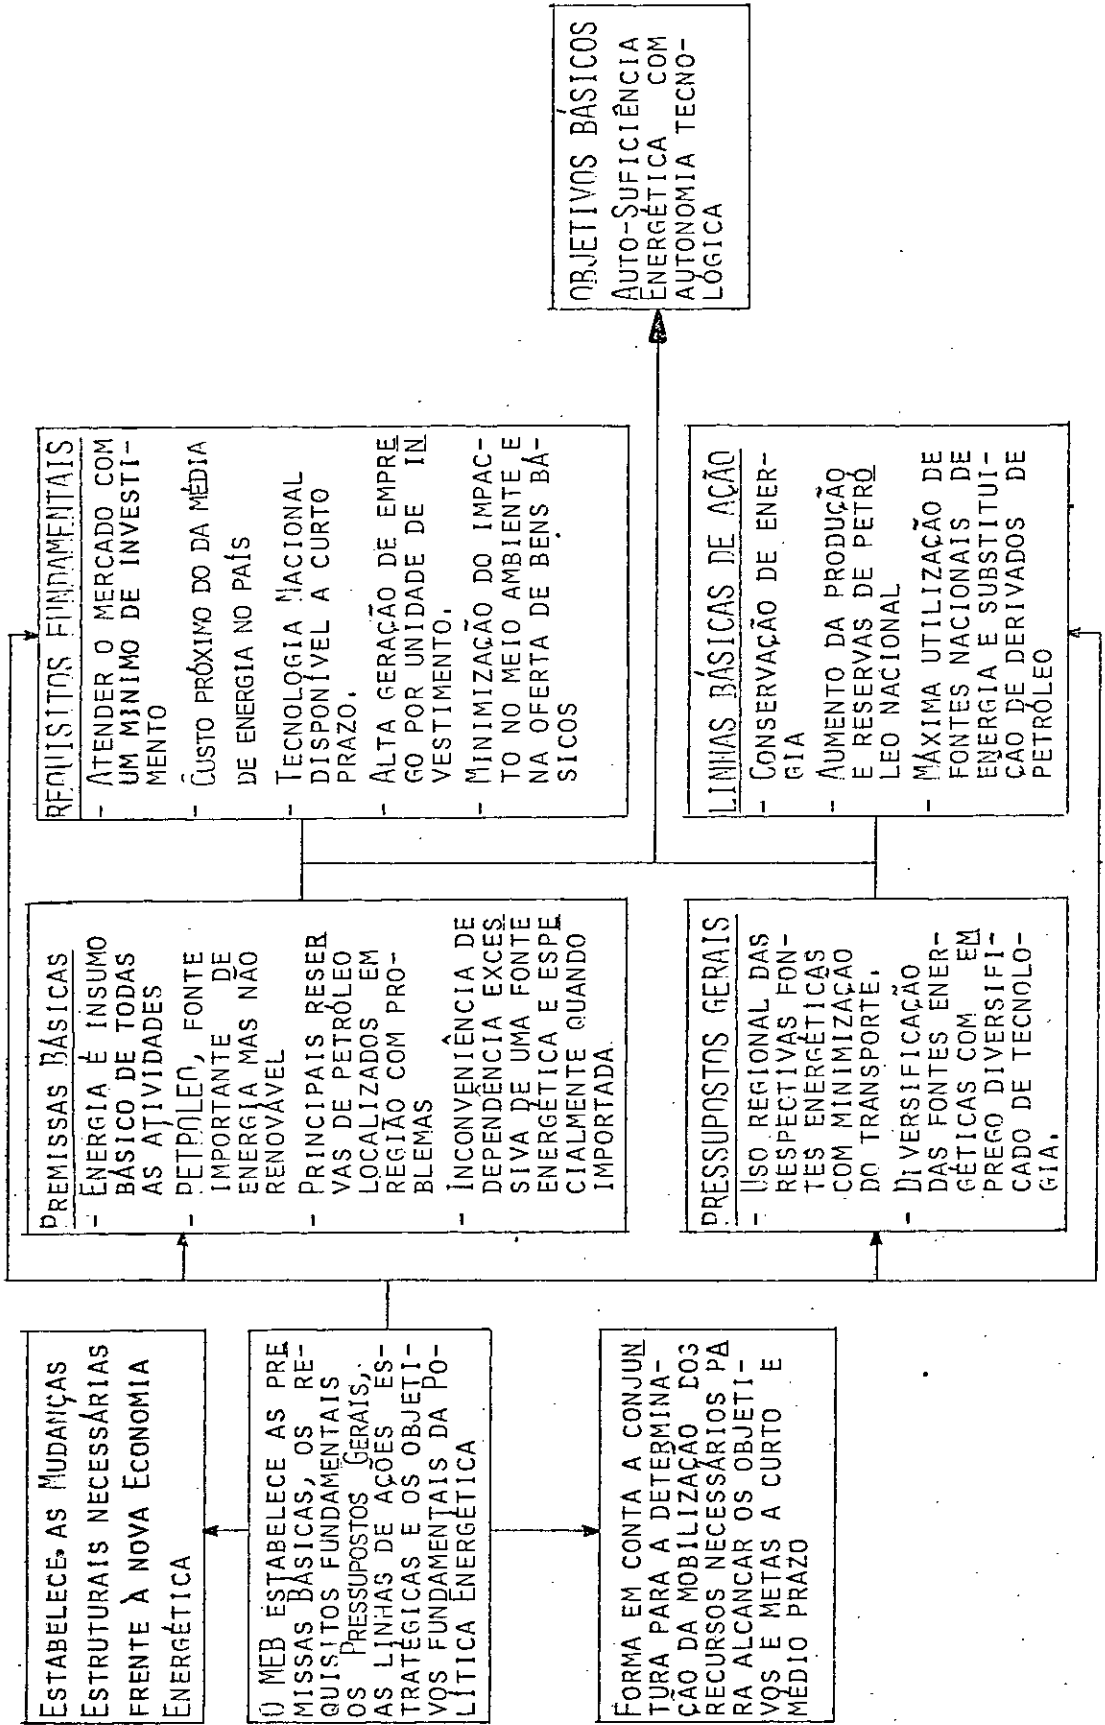 ESTABELECE, AS MUDANÇAS
ESTRUTURAIS NECESSÁRIAS
FRENTE À NOVA ECONOMIA
ENERGÉTICA
O MEB ESTABELECE AS PRE
MISSAS BÁSICAS, OS RE-
QUISITOS FUNDAMENTAIS
OS PRESSUPOSTOS GERAIS,
AS LINHAS DE AÇÕES ES-
TRATÉGICAS E OS OBJETI-
VOS FUNDAMENTAIS DA PO-
LÍTICA ENERGÉTICA
FORMA EM CONTA A CONJUN
TURA PARA A DETERMINA-
ÇÃO DA MOBILIZAÇÃO DOS
RECURSOS NECESSÁRIOS PA
RA ALCANCAR OS OBJETI-
VOS E METAS A CURTO E
MÉDIO PRAZO
PREMISSAS BÁSICAS
- ENERGIA É INSUMO
BÁSICO DE TODAS
AS ATIVIDADES
- PETROLEO, FONTE
IMPORTANTE DE
ENERGIA MAS NÃO
RENOVÁVEL
- PRINCIPAIS RESER
VAS DE PETRÓLEO
LOCALIZADOS EM
REGIÃO COM PRO-
BLEMAS
- INCONVENIÊNCIA DE
DEPENDÊNCIA EXCES
SIVA DE UMA FONTE
ENERGÉTICA E ESPE
CIALMENTE QUANDO
IMPORTADA.
PRESSUPOSTOS GERAIS
- USO REGIONAL DAS
RESPECTIVAS FON-
TES ENERGÉTICAS
COM MINIMIZAÇÃO
DO TRANSPORTE.
- DIVERSIFICAÇÃO
DAS FONTES ENER-
GÉTICAS COM EM
PREGO DIVERSIFI-
CADO DE TECNOLO-
GIA.
REQUISITOS FUNDAMENTAIS
- ATENDER O MERCADO COM
UM MINIMO DE INVESTI-
MENTO
- CUSTO PRÓXIMO DO DA MÉDIA
DE ENERGIA NO PAÍS
- TECNOLOGIA NACIONAL
DISPONÍVEL A CURTO
PRAZO.
- ALTA GERAÇÃO DE EMPRE
GO POR UNIDADE DE IN
VESTIMENTO.
- MINIMIZAÇÃO DO IMPAC-
TO NO MEIO AMBIENTE E
NA OFERTA DE BENS BÁ-
SICOS
LINHAS BÁSICAS DE AÇÃO
- CONSERVAÇÃO DE ENER-
GIA
- AUMENTO DA PRODUÇÃO
E RESERVAS DE PETRÓ
LEO NACIONAL
- MÁXIMA UTILIZAÇÃO DE
FONTES NACIONAIS DE
ENERGIA E SUBSTITUI-
ÇÃO DE DERIVADOS DE
PETRÓLEO
OBJETIVOS BÁSICOS
AUTO-SUFICIÊNCIA
ENERGÉTICA COM
AUTONOMIA TECNO-
LÓGICA